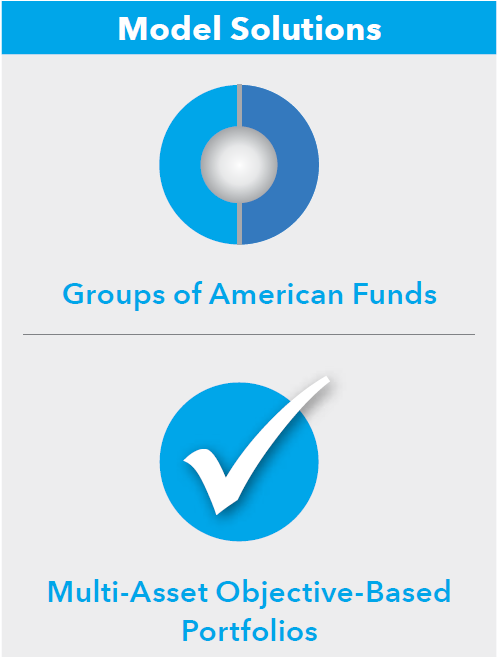 Model Solutions
Groups of American Funds
Multi-Asset Objective-Based
Portfolios